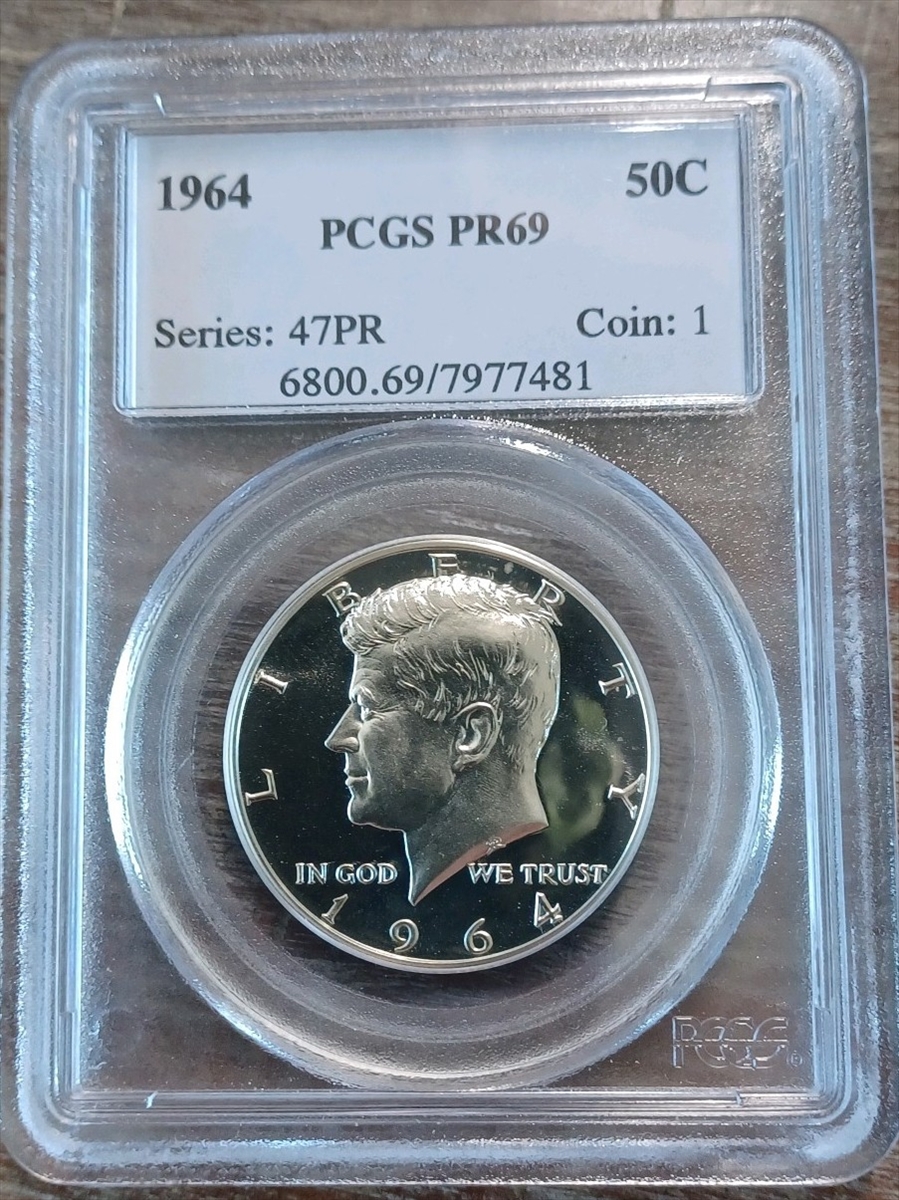 1964 50C
PCGS PR69
Series: 47PR Coin: 1
6800.69/7977481
LIBERTY
IN GOD WE TRUST
1964
PCGS